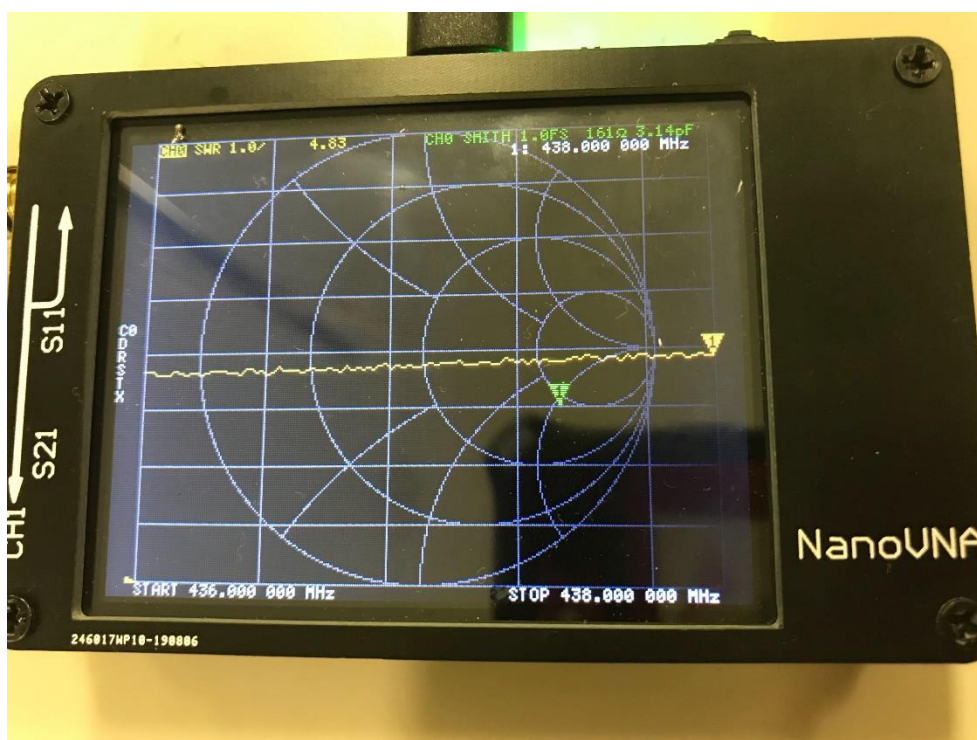 CH0 SWR 1.0/ 4.83 CH0 SMITH 1.0FS 161Ω 3.14pF
1: 438.000 000 MHz
1
1
C0
D
R
S
T
X
START 436.000 000 MHz STOP 438.000 000 MHz
S11
S21
CH1
NanoVNA
246017WP10-190806